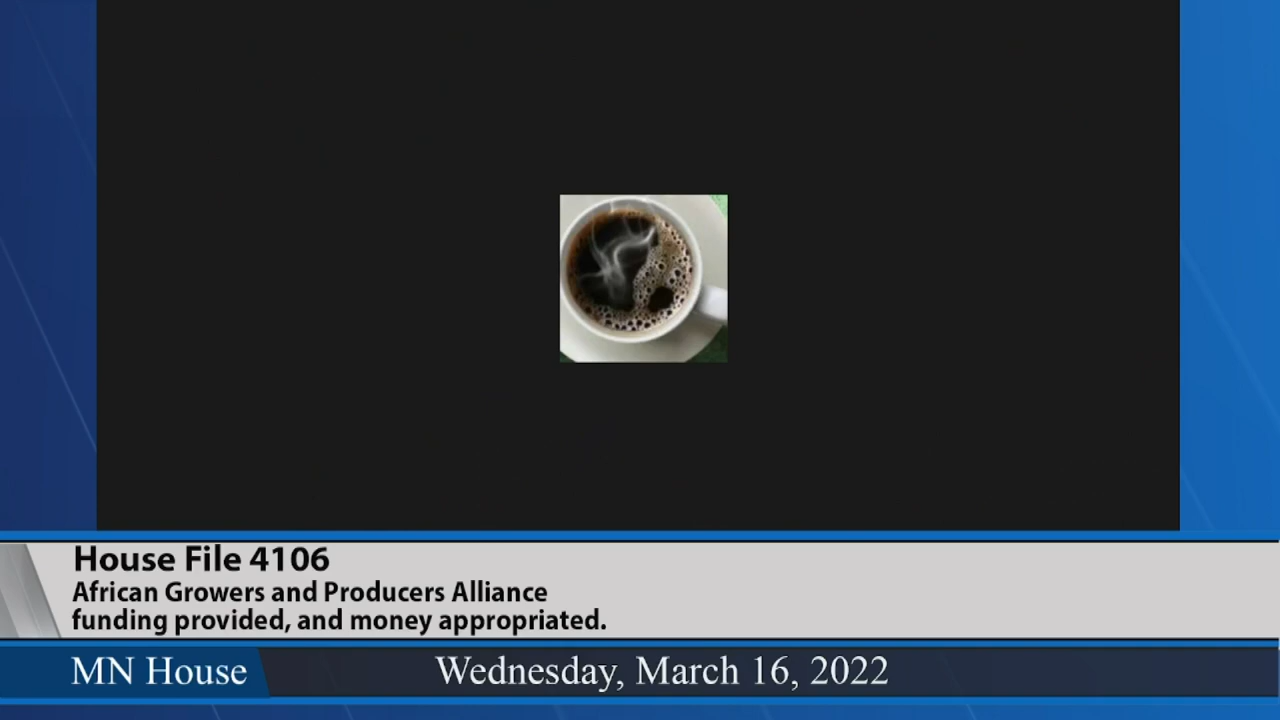 House File 4106
African Growers and Producers Alliance
funding provided, and money appropriated.
MN House
Wednesday, March 16, 2022